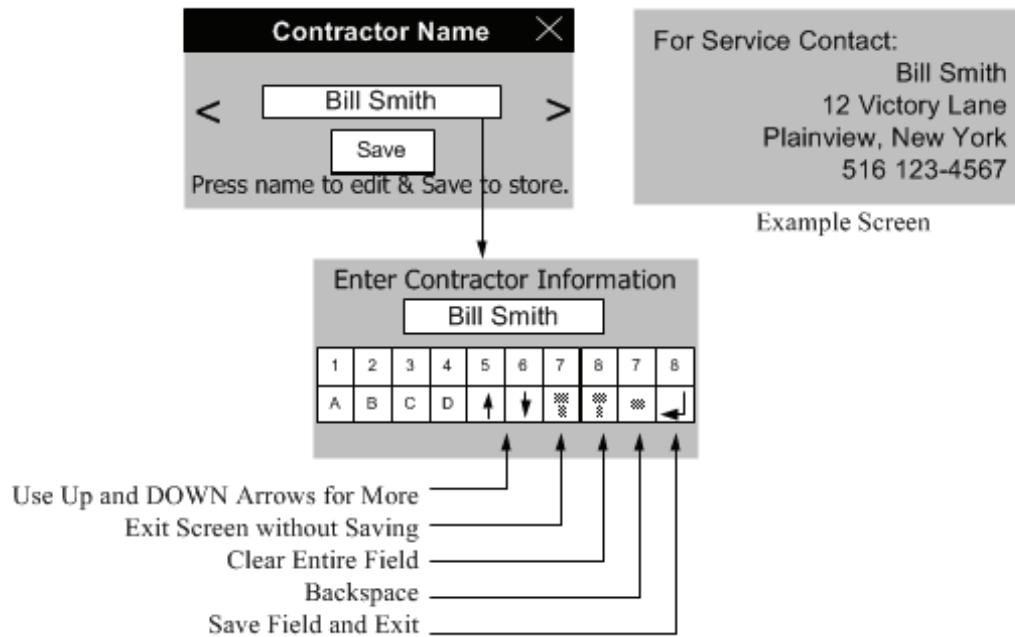 Contractor Name
< Bill Smith >
Save
Press name to edit & Save to store.
For Service Contact:
Bill Smith
12 Victory Lane
Plainview, New York
516 123-4567
Example Screen
Enter Contractor Information
Bill Smith
1 2 3 4 5 6 7 8 7 8
A B C D
Use Up and DOWN Arrows for More
Exit Screen without Saving
Clear Entire Field
Backspace
Save Field and Exit